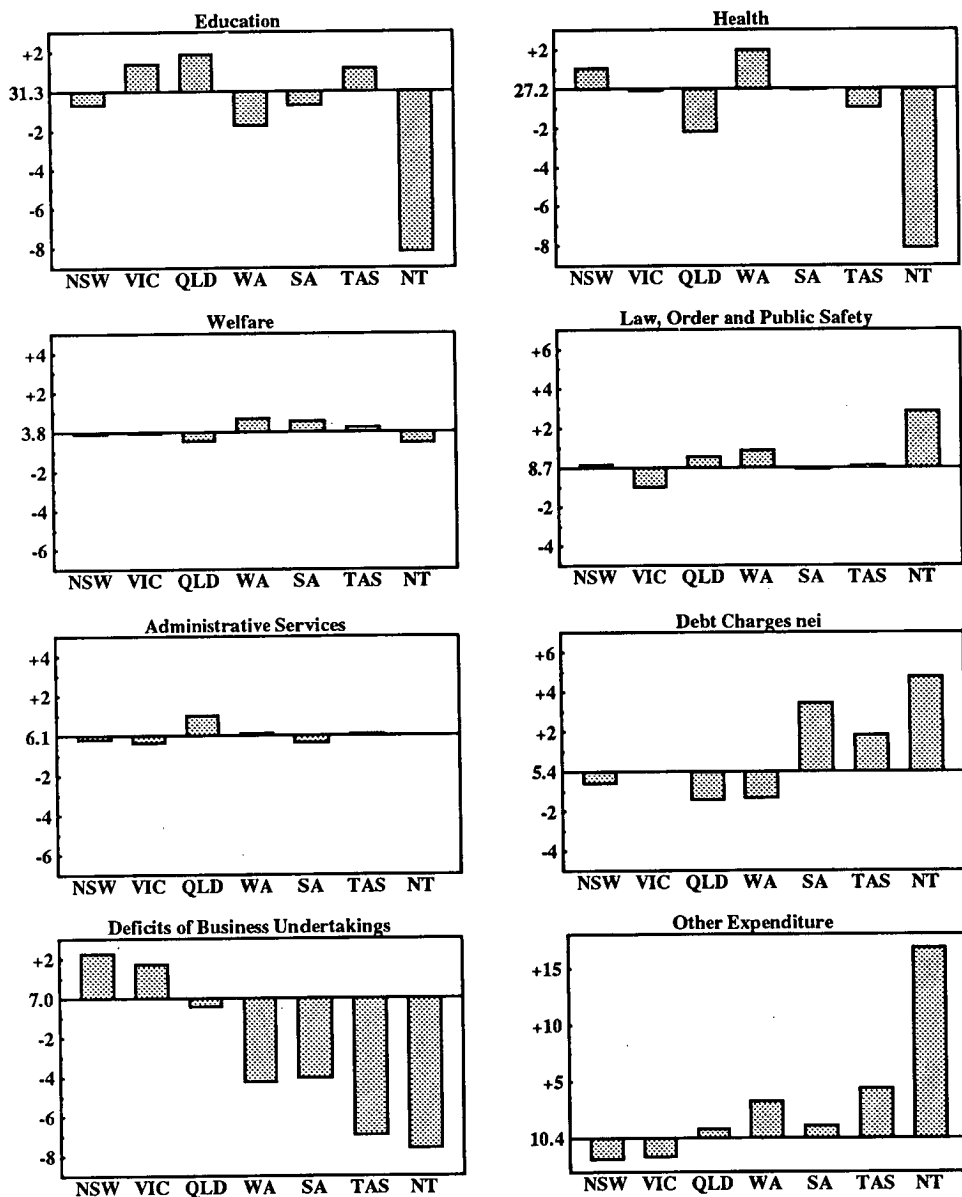 Education
+2
31.3
-2
-4
-6
-8
NSW VIC QLD WA SA TAS NT
Health
+2
27.2
-2
-4
-6
-8
NSW VIC QLD WA SA TAS NT
Welfare
+4
+2
3.8
-2
-4
-6
NSW VIC QLD WA SA TAS NT
Law, Order and Public Safety
+6
+4
+2
8.7
-2
-4
NSW VIC QLD WA SA TAS NT
Administrative Services
+4
+2
6.1
-2
-4
-6
NSW VIC QLD WA SA TAS NT
Debt Charges nei
+6
+4
+2
5.4
-2
-4
NSW VIC QLD WA SA TAS NT
Deficits of Business Undertakings
+2
7.0
-2
-4
-6
-8
NSW VIC QLD WA SA TAS NT
Other Expenditure
+15
+10
+5
10.4
NSW VIC QLD WA SA TAS NT